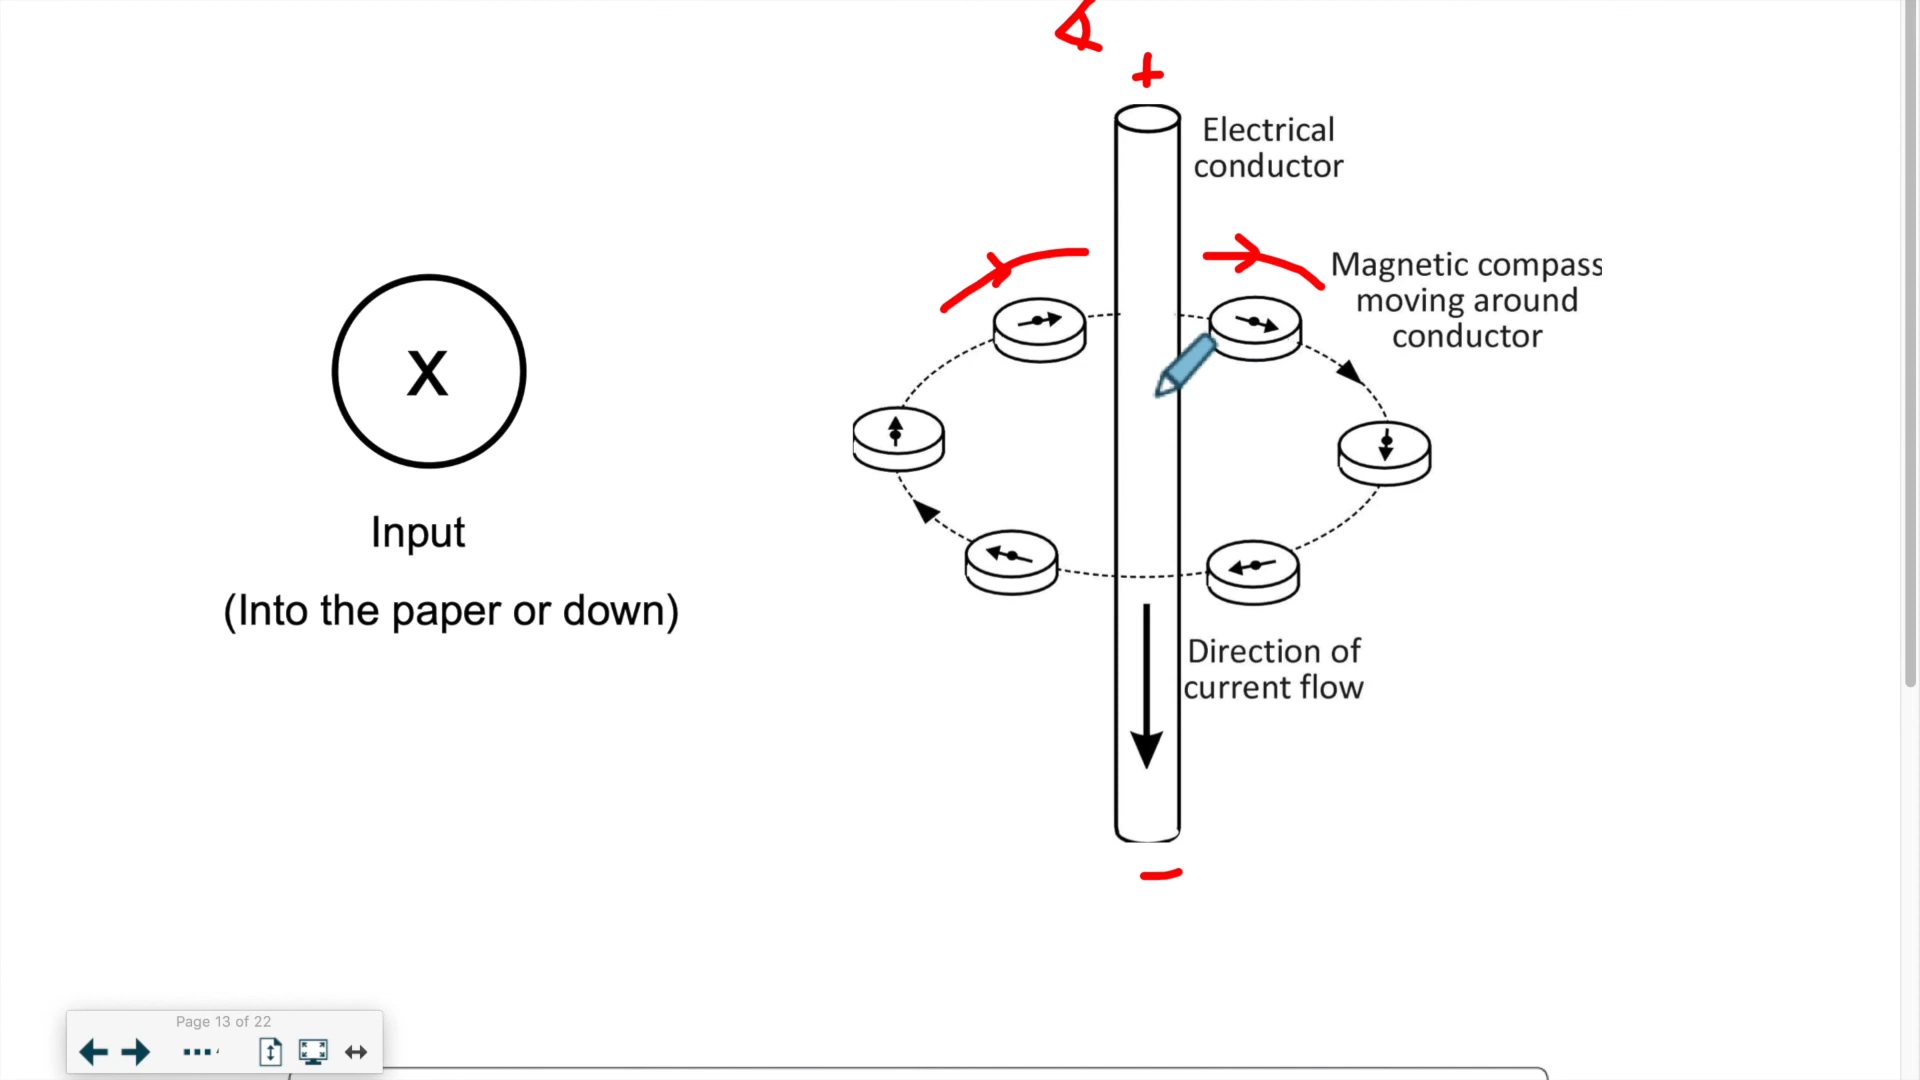 +
Electrical
conductor
Magnetic compass
moving around
conductor
X
Input
(Into the paper or down)
Direction of
current flow
-
Page 13 of 22